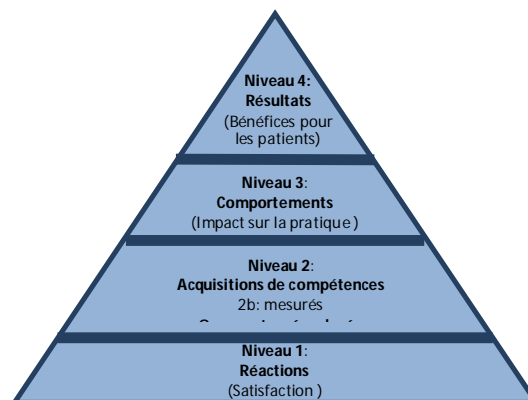 Niveau 4:
Résultats
(Bénéfices pour
les patients)
Niveau 3:
Comportements
(Impact sur la pratique )
Niveau 2:
Acquisitions de compétences
2b: mesurés
Niveau 1:
Réactions
(Satisfaction )